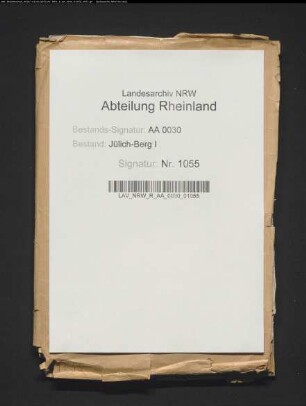 Landesarchiv NRW
Abteilung Rheinland
Bestands-Signatur: AA 0030
Bestand: Jülich-Berg I
Signatur: Nr. 1055
LAV_NRW_R_AA_0030_01055